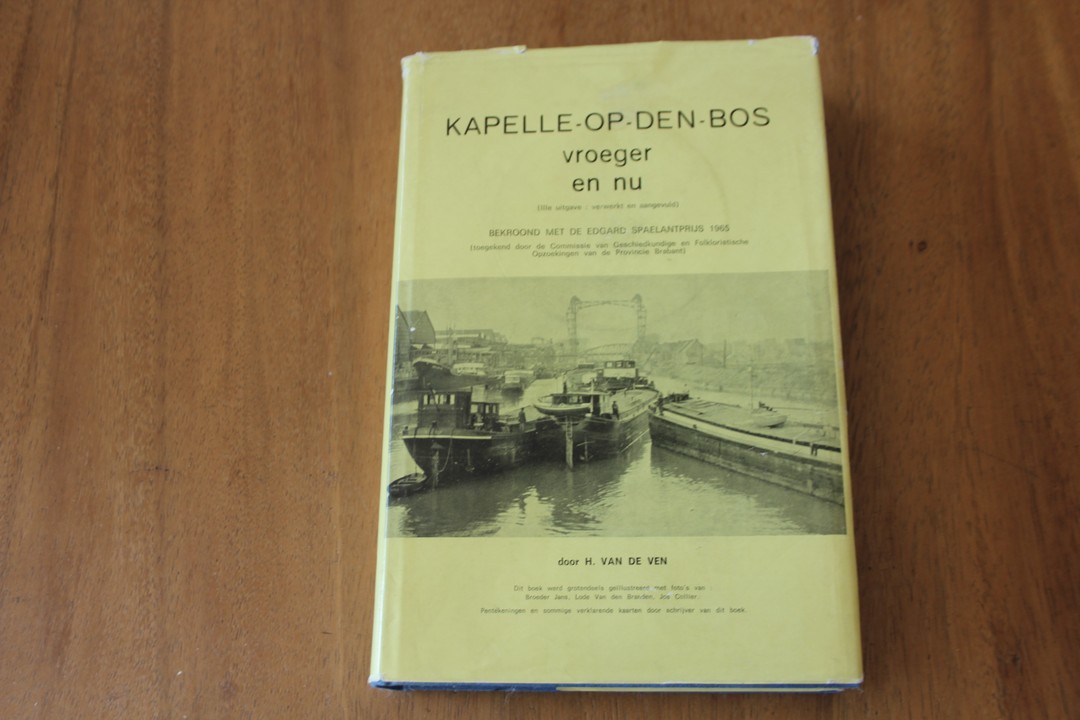 KAPELLE-OP-DEN-BOS
vroeger
en nu
(IIIe uitgave : verwerkt en aangevuld)
BEKROOND MET DE EDGARD SPAELANTPRIJS 1965
(toegekend door de Commissie van Geschiedkundige en Folkloristische
Opzoekingen van de Provincie Brabant)
door H. VAN DE VEN
Dit boek werd grotendeels geïllustreerd met foto's van
Broeder Jans, Lode Van den Branden, Jos
Pentekeningen en sommige verklarende kaarten door schrijver van dit boek.